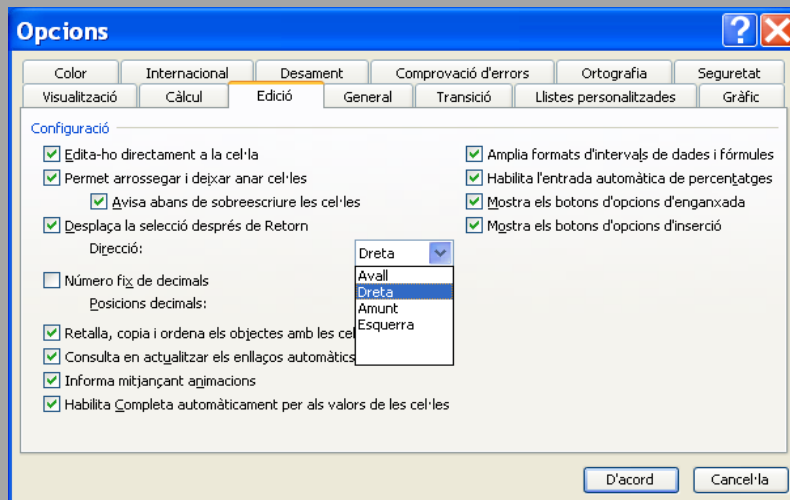 Opcions
Color Internacional Desament Comprovació d'errors Ortografia Seguretat
Visualització Càlcul Edició General Transició Llistes personalitzades Gràfic
Configuració
Edita-ho directament a la cel·la
Permet arrossegar i deixar anar cel·les
Avisa abans de sobreescriure les cel·les
Desplaça la selecció després de Retorn
Direcció: Dreta
Avall
Dreta
Amunt
Esquerra
Número fix de decimals
Posicions decimals:
Retalla, copia i ordena els objectes amb les cel
Consulta en actualitzar els enllaços automàtics
Informa mitjançant animacions
Habilita Completa automàticament per als valors de les cel·les
Amplia formats d'intervals de dades i fórmules
Habilita l'entrada automàtica de percentatges
Mostra els botons d'opcions d'enganxada
Mostra els botons d'opcions d'inserció
D'acord Cancel·la